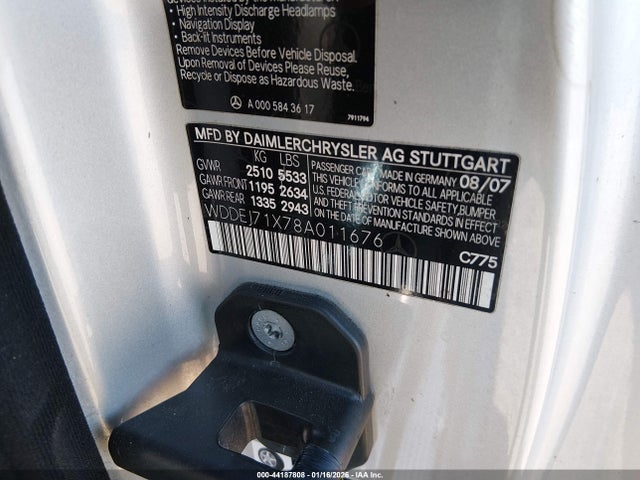 High Intensity Discharge Headlamps
• Navigation Display
• Back-lit Instruments
Remove Devices Before Vehicle Disposal.
Upon Removal of Devices Please Reuse,
Recycle or Dispose as Hazardous Waste.
A 000 584 36 17
7911794
MFD BY DAIMLERCHRYSLER AG STUTTGART
KG LBS
GVWR 2510 5533
GAWR FRONT 1195 2634
GAWR REAR 1335 2943
PASSENGER CAR MADE IN GERMANY 08/07
VEHICLE CONFORMS TO ALL APPLICABLE
U.S. FEDERAL MOTOR VEHICLE SAFETY, BUMPER
AND THEFT PREVENTION STANDARDS IN
EFFECT ON DATE OF MANUFACTURE SHOWN ABOVE
WDDEJ71X78A011676
C775
000-44187808 - 01/16/2026 - IAA Inc.